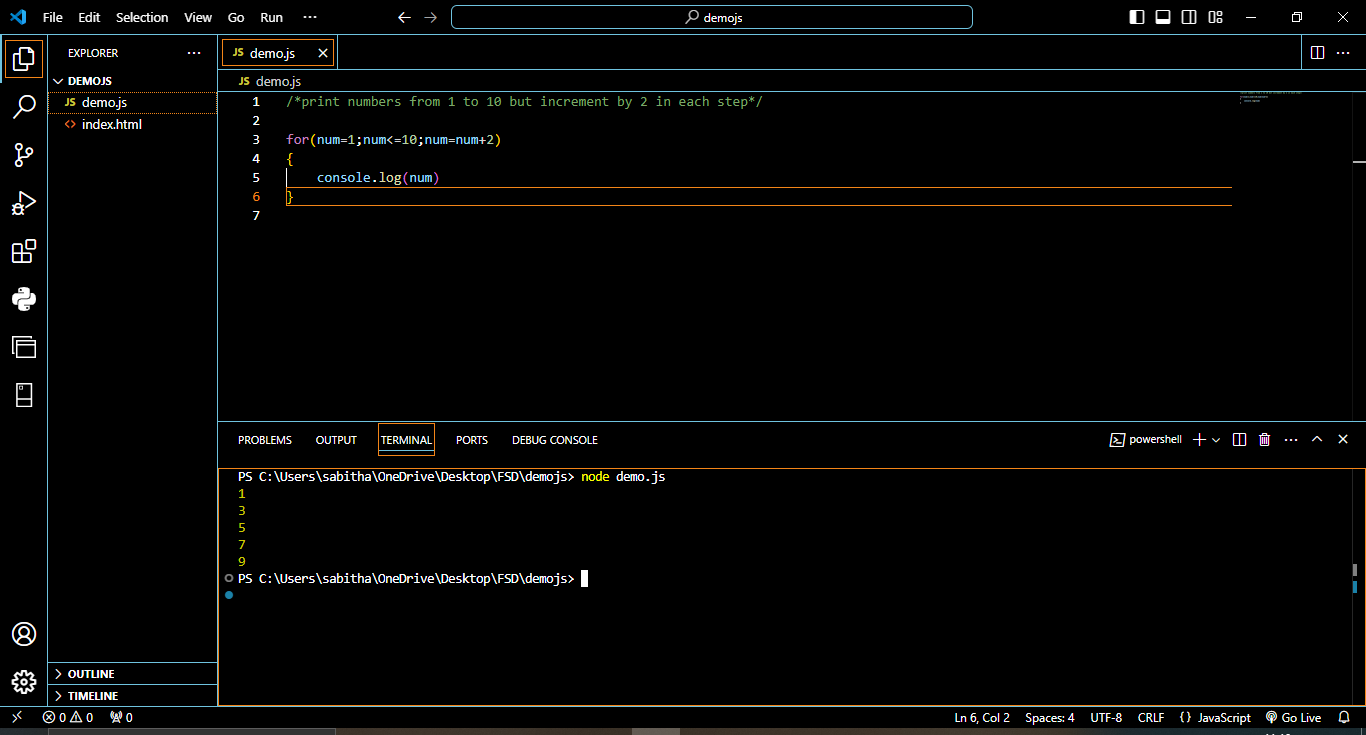 File Edit Selection View Go Run ···
demojs
EXPLORER ···
DEMOJS
JS demo.js
<> index.html
OUTLINE
TIMELINE
JS demo.js
JS demo.js
1 /*print numbers from 1 to 10 but increment by 2 in each step*/
2
3 for(num=1;num<=10;num=num+2)
4 {
5 console.log(num)
6 }
7
PROBLEMS OUTPUT TERMINAL PORTS DEBUG CONSOLE
powershell
PS C:\Users\sabitha\OneDrive\Desktop\FSD\demojs> node demo.js
1
3
5
7
9
PS C:\Users\sabitha\OneDrive\Desktop\FSD\demojs>
0 0 0 Ln 6, Col 2 Spaces: 4 UTF-8 CRLF {} JavaScript Go Live